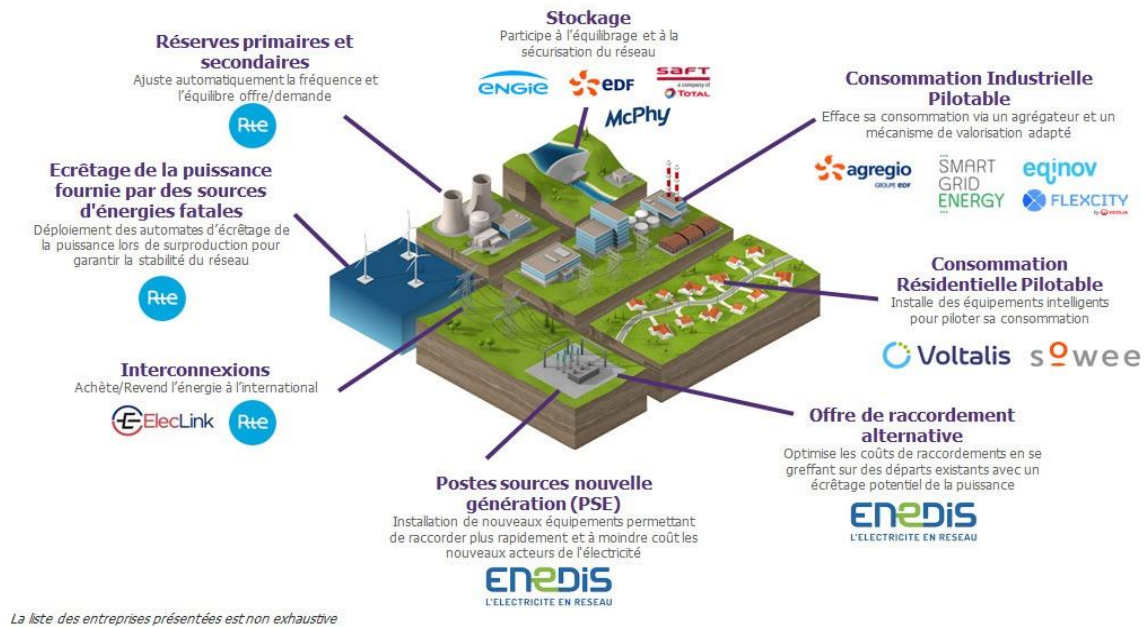 Stockage
Participe à l'équilibrage et à la
sécurisation du réseau
ENGIE
eDF
SAFT
a company of
TOTAL
McPhy
Réserves primaires et
secondaires
Ajuste automatiquement la fréquence et
l'équilibre offre/demande
Rte
Consommation Industrielle
Pilotable
Efface sa consommation via un agrégateur et un
mécanisme de valorisation adapté
agregio
GROUPE EDF
SMART
GRID
ENERGY
eqinov
FLEXCITY
by VEOLIA
Ecrêtage de la puissance
fournie par des sources
d'énergies fatales
Déploiement des automates d'écrêtage de
la puissance lors de surproduction pour
garantir la stabilité du réseau
Rte
Consommation
Résidentielle Pilotable
Installe des équipements intelligents
pour piloter sa consommation
Voltalis
sowee
Interconnexions
Achète/Revend l'énergie à l'international
ElecLink
Rte
Offre de raccordement
alternative
Optimise les coûts de raccordements en se
greffant sur des départs existants avec un
écrêtage potentiel de la puissance
ENEDIS
L'ELECTRICITE EN RESEAU
Postes sources nouvelle
génération (PSE)
Installation de nouveaux équipements permettant
de raccorder plus rapidement et à moindre coût les
nouveaux acteurs de l'électricité
ENEDIS
L'ELECTRICITE EN RESEAU
La liste des entreprises présentées est non exhaustive